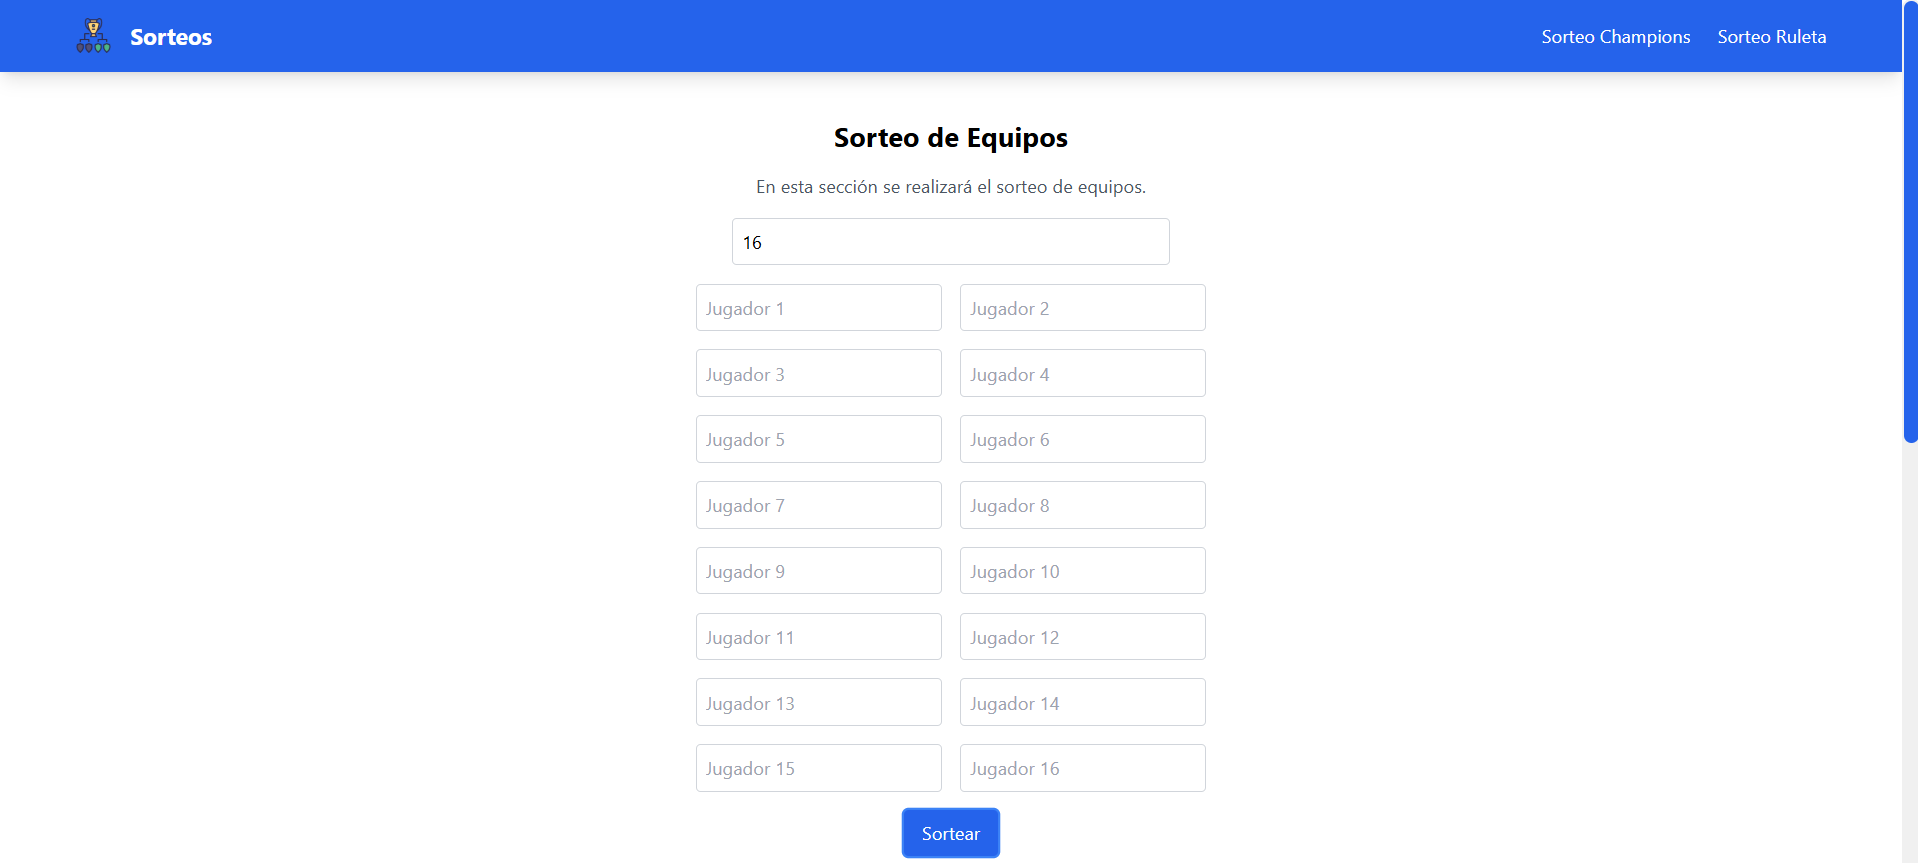 Sorteos
Sorteo Champions
Sorteo Ruleta
Sorteo de Equipos
En esta sección se realizará el sorteo de equipos.
16
Jugador 1
Jugador 2
Jugador 3
Jugador 4
Jugador 5
Jugador 6
Jugador 7
Jugador 8
Jugador 9
Jugador 10
Jugador 11
Jugador 12
Jugador 13
Jugador 14
Jugador 15
Jugador 16
Sortear